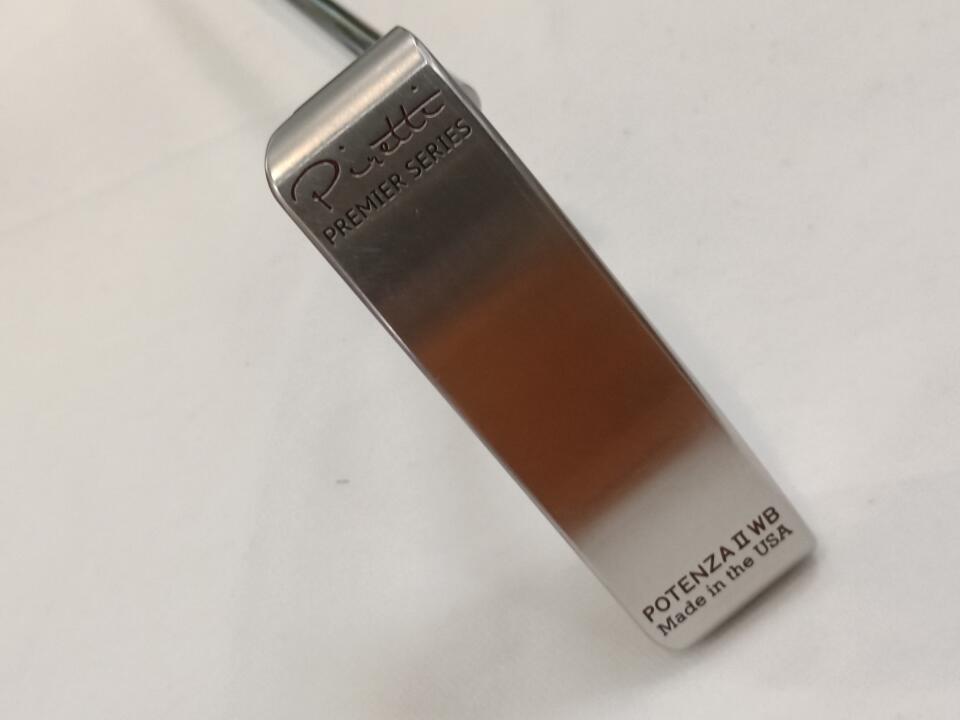 Piretti
PREMIER SERIES
POTENZA II WB
Made in the USA